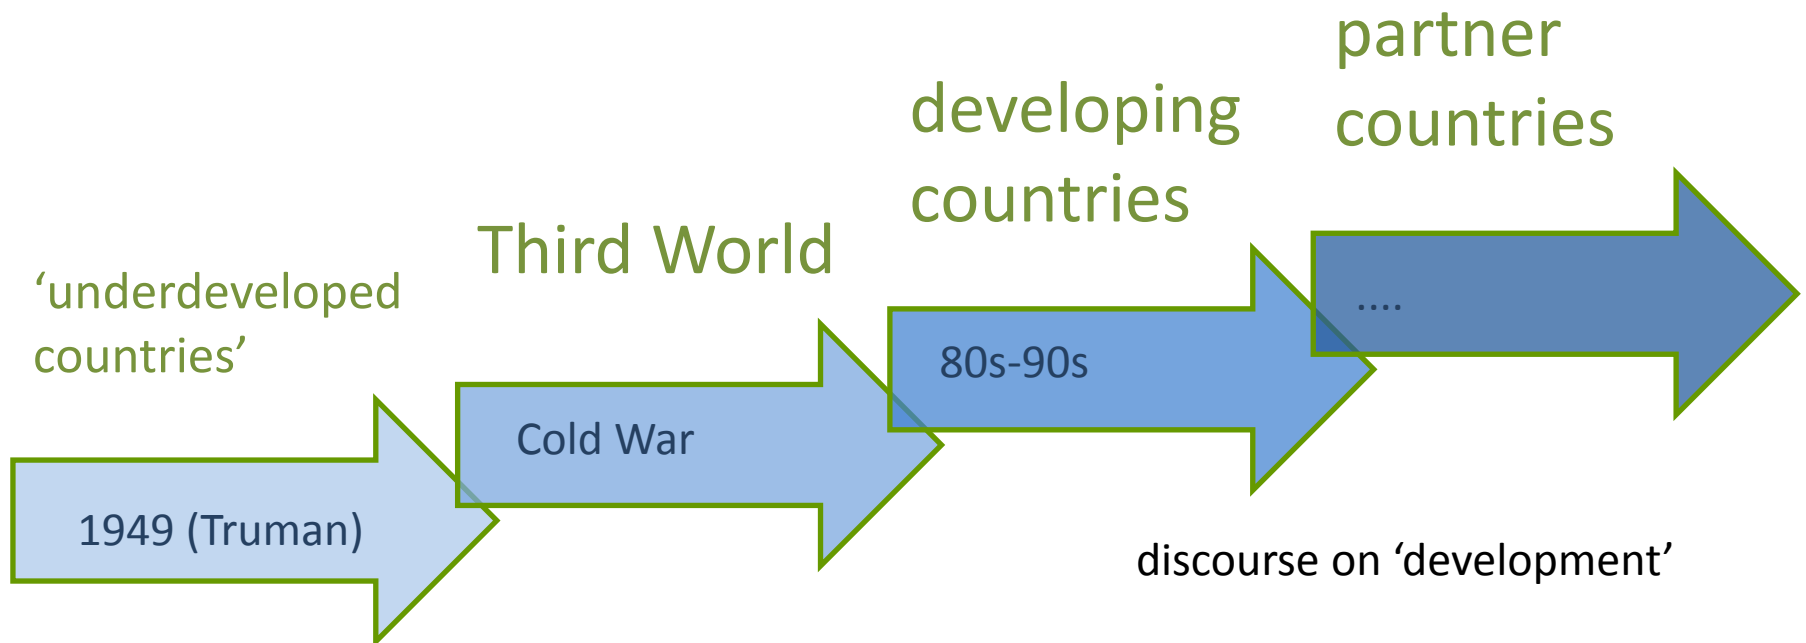 ‘underdeveloped
countries’
1949 (Truman)
Third World
Cold War
developing
countries
80s-90s
partner
countries
....
discourse on ‘development’